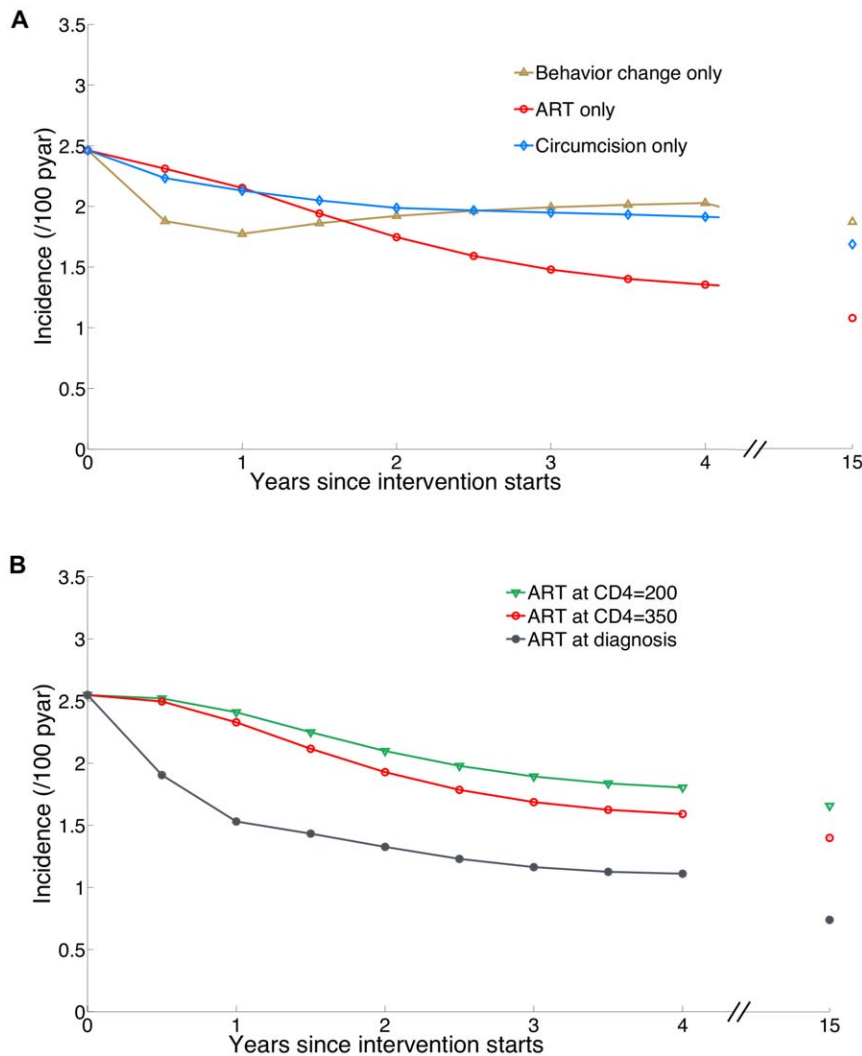 A
3.5
3
2.5
2
1.5
1
0.5
0
Incidence (/100 pyar)
Behavior change only
ART only
Circumcision only
0 1 2 3 4 15
Years since intervention starts
B
3.5
3
2.5
2
1.5
1
0.5
0
Incidence (/100 pyar)
ART at CD4=200
ART at CD4=350
ART at diagnosis
0 1 2 3 4 15
Years since intervention starts